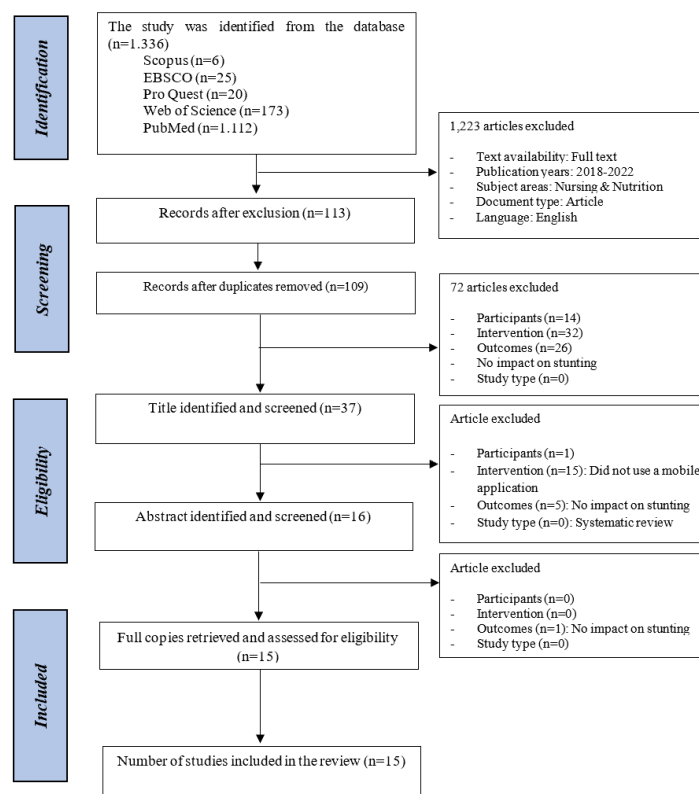 Identification
The study was identified from the database
(n=1.336)
Scopus (n=6)
EBSCO (n=25)
Pro Quest (n=20)
Web of Science (n=173)
PubMed (n=1.112)
1,223 articles excluded
- Text availability: Full text
- Publication years: 2018-2022
- Subject areas: Nursing & Nutrition
- Document type: Article
- Language: English
Screening
Records after exclusion (n=113)
Records after duplicates removed (n=109)
72 articles excluded
- Participants (n=14)
- Intervention (n=32)
- Outcomes (n=26)
- No impact on stunting
- Study type (n=0)
Eligibility
Title identified and screened (n=37)
Article excluded
- Participants (n=1)
- Intervention (n=15): Did not use a mobile
application
- Outcomes (n=5): No impact on stunting
- Study type (n=0): Systematic review
Abstract identified and screened (n=16)
Article excluded
- Participants (n=0)
- Intervention (n=0)
- Outcomes (n=1): No impact on stunting
- Study type (n=0)
Included
Full copies retrieved and assessed for eligibility
(n=15)
Number of studies included in the review (n=15)